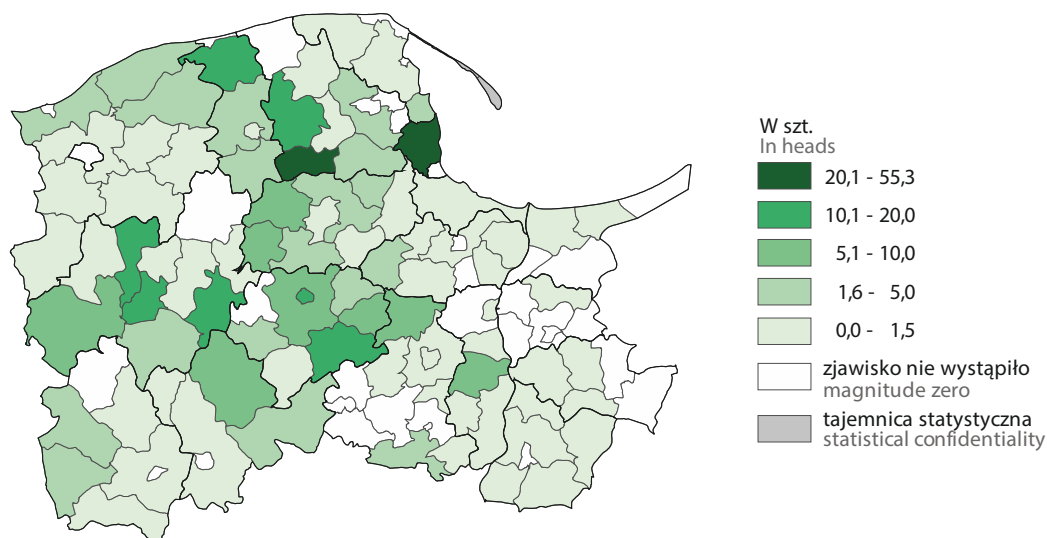 W szt.
In heads
20,1 - 55,3
10,1 - 20,0
5,1 - 10,0
1,6 - 5,0
0,0 - 1,5
zjawisko nie wystąpiło
magnitude zero
tajemnica statystyczna
statistical confidentiality